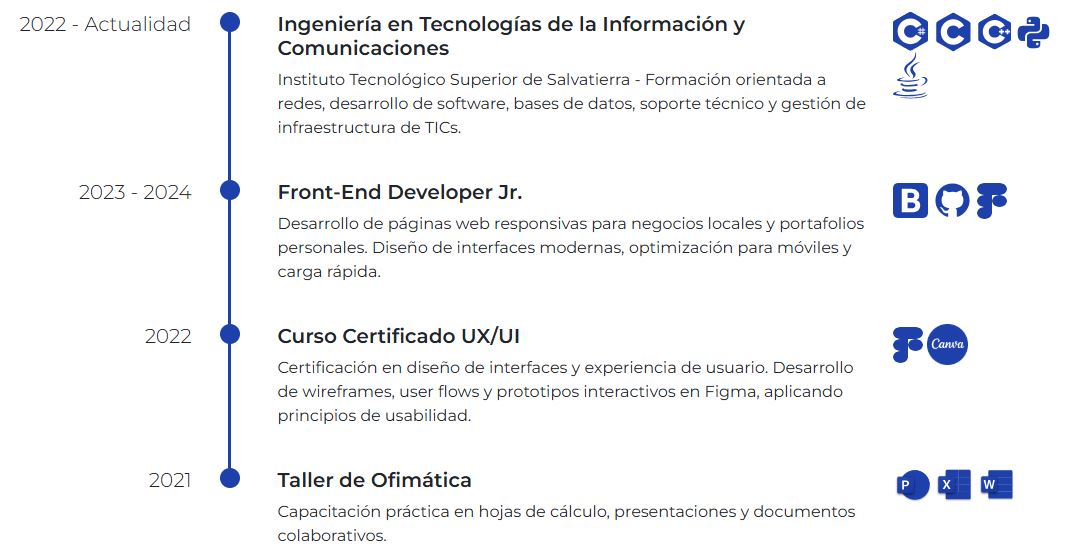 2022 - Actualidad
Ingeniería en Tecnologías de la Información y
Comunicaciones
Instituto Tecnológico Superior de Salvatierra - Formación orientada a
redes, desarrollo de software, bases de datos, soporte técnico y gestión de
infraestructura de TICs.
C# C C++
2023 - 2024
Front-End Developer Jr.
Desarrollo de páginas web responsivas para negocios locales y portafolios
personales. Diseño de interfaces modernas, optimización para móviles y
carga rápida.
B
2022
Curso Certificado UX/UI
Certificación en diseño de interfaces y experiencia de usuario. Desarrollo
de wireframes, user flows y prototipos interactivos en Figma, aplicando
principios de usabilidad.
Canva
2021
Taller de Ofimática
Capacitación práctica en hojas de cálculo, presentaciones y documentos
colaborativos.
P X W